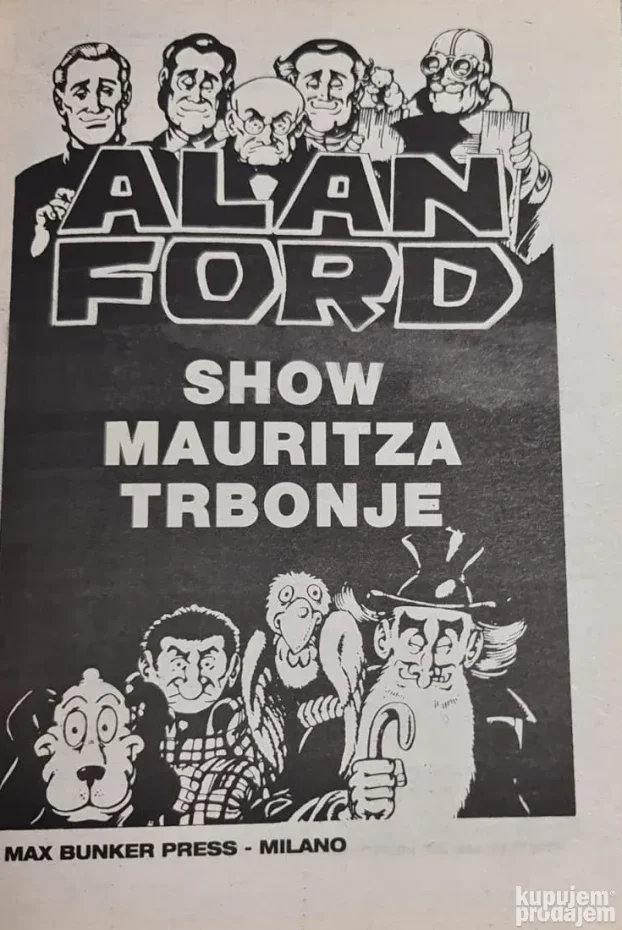 ALAN
FORD
SHOW
MAURITZA
TRBONJE
MAX BUNKER PRESS - MILANO
kupujem
prodajem